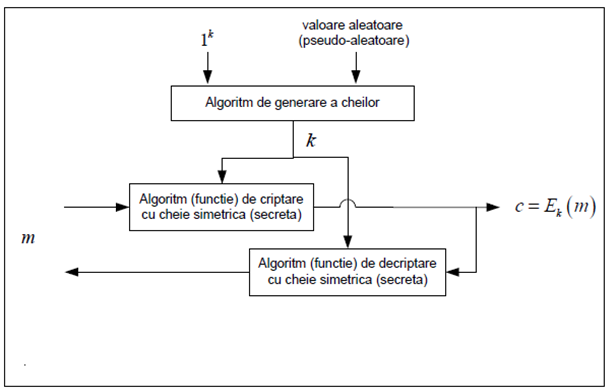 valoare aleatoare
1^k (pseudo-aleatoare)
Algoritm de generare a cheilor
k
Algoritm (functie) de criptare
cu cheie simetrica (secreta)
c = E_k (m)
m
Algoritm (functie) de decriptare
cu cheie simetrica (secreta)
.